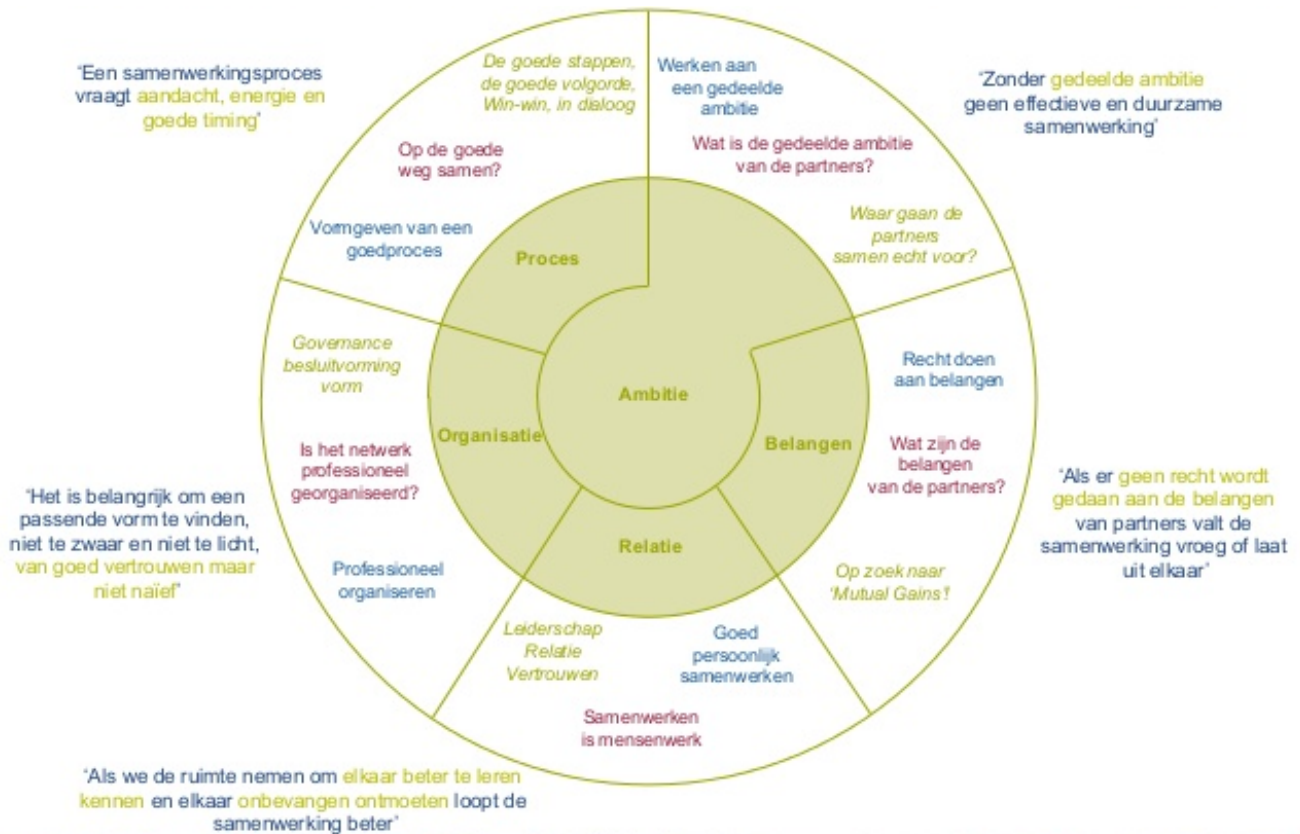 'Een samenwerkingsproces
vraagt aandacht, energie en
goede timing'
De goede stappen,
de goede volgorde,
Win-win, in dialoog
Op de goede
weg samen?
Vormgeven van een
goedproces
Proces
Werken aan
een gedeelde
ambitie
Wat is de gedeelde ambitie
van de partners?
Waar gaan de
partners
samen echt voor?
'Zonder gedeelde ambitie
geen effectieve en duurzame
samenwerking'
Ambitie
Recht doen
aan belangen
Wat zijn de
belangen
van de partners?
Op zoek naar
'Mutual Gains'!
Belangen
'Als er geen recht wordt
gedaan aan de belangen
van partners valt de
samenwerking vroeg of laat
uit elkaar'
Governance
besluitvorming
vorm
Is het netwerk
professioneel
georganiseerd?
Professioneel
organiseren
Organisatie
'Het is belangrijk om een
passende vorm te vinden,
niet te zwaar en niet te licht,
van goed vertrouwen maar
niet naïef'
Relatie
Leiderschap
Relatie
Vertrouwen
Goed
persoonlijk
samenwerken
Samenwerken
is mensenwerk
'Als we de ruimte nemen om elkaar beter te leren
kennen en elkaar onbevangen ontmoeten loopt de
samenwerking beter'